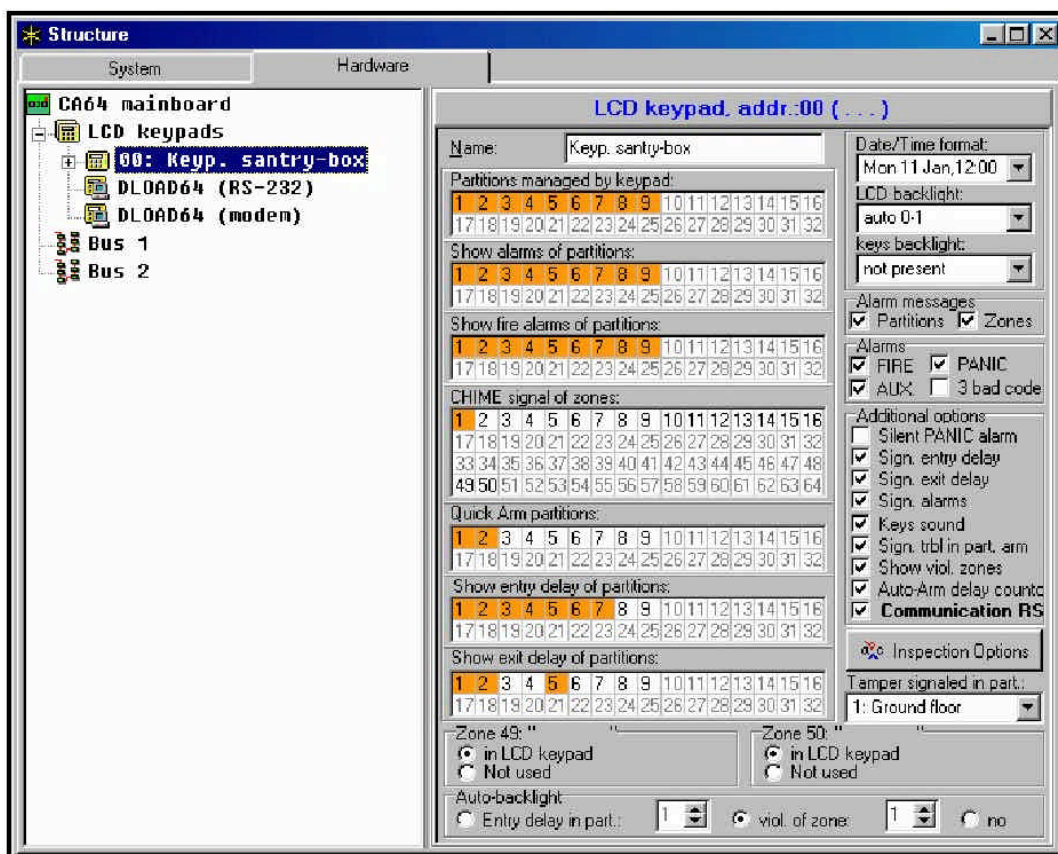 Structure
System Hardware
CA64 mainboard
LCD keypads
00: Keyp. santry-box
DLOAD64 (RS-232)
DLOAD64 (modem)
Bus 1
Bus 2
LCD keypad, addr.:00 ( . . . )
Name: Keyp. santry-box
Partitions managed by keypad:
1 2 3 4 5 6 7 8 9 10 11 12 13 14 15 16
17 18 19 20 21 22 23 24 25 26 27 28 29 30 31 32
Show alarms of partitions:
1 2 3 4 5 6 7 8 9 10 11 12 13 14 15 16
17 18 19 20 21 22 23 24 25 26 27 28 29 30 31 32
Show fire alarms of partitions:
1 2 3 4 5 6 7 8 9 10 11 12 13 14 15 16
17 18 19 20 21 22 23 24 25 26 27 28 29 30 31 32
CHIME signal of zones:
1 2 3 4 5 6 7 8 9 10 11 12 13 14 15 16
17 18 19 20 21 22 23 24 25 26 27 28 29 30 31 32
33 34 35 36 37 38 39 40 41 42 43 44 45 46 47 48
49 50 51 52 53 54 55 56 57 58 59 60 61 62 63 64
Quick Arm partitions:
1 2 3 4 5 6 7 8 9 10 11 12 13 14 15 16
17 18 19 20 21 22 23 24 25 26 27 28 29 30 31 32
Show entry delay of partitions:
1 2 3 4 5 6 7 8 9 10 11 12 13 14 15 16
17 18 19 20 21 22 23 24 25 26 27 28 29 30 31 32
Show exit delay of partitions:
1 2 3 4 5 6 7 8 9 10 11 12 13 14 15 16
17 18 19 20 21 22 23 24 25 26 27 28 29 30 31 32
Date/Time format:
Mon 11 Jan,12:00
LCD backlight:
auto 0-1
keys backlight:
not present
Alarm messages
Partitions Zones
Alarms
FIRE PANIC
AUX. 3 bad code
Additional options
Silent PANIC alarm
Sign. entry delay
Sign. exit delay
Sign. alarms
Keys sound
Sign. trbl in part. arm
Show viol. zones
Auto-Arm delay countc
Communication RS
Inspection Options
Tamper signaled in part.:
1: Ground floor
Zone 49: " "
in LCD keypad
Not used
Zone 50: " "
in LCD keypad
Not used
Auto-backlight
Entry delay in part.: 1 viol. of zone: 1 no